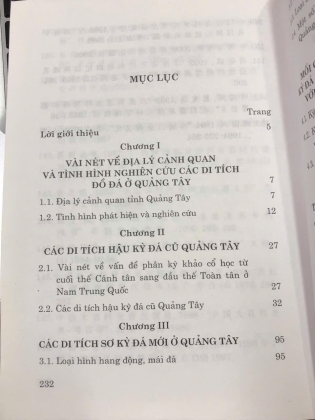 MỤC LỤC
Trang
Lời giới thiệu 5
Chương I
VÀI NÉT VỀ ĐỊA LÝ CẢNH QUAN
VÀ TÌNH HÌNH NGHIÊN CỨU CÁC DI TÍCH
ĐỒ ĐÁ Ở QUẢNG TÂY 7
1.1. Địa lý cảnh quan tỉnh Quảng Tây 7
1.2. Tình hình phát hiện và nghiên cứu 12
Chương II
CÁC DI TÍCH HẬU KỲ ĐÁ CŨ QUẢNG TÂY 27
2.1. Vài nét về vấn đề phân kỳ khảo cổ học từ
cuối thế Cánh tân sang đầu thế Toàn tân ở
Nam Trung Quốc 27
2.2. Các di tích hậu kỳ đá cũ Quảng Tây 32
Chương III
CÁC DI TÍCH SƠ KỲ ĐÁ MỚI Ở QUẢNG TÂY 95
3.1. Loại hình hang động, mái đá 95
232